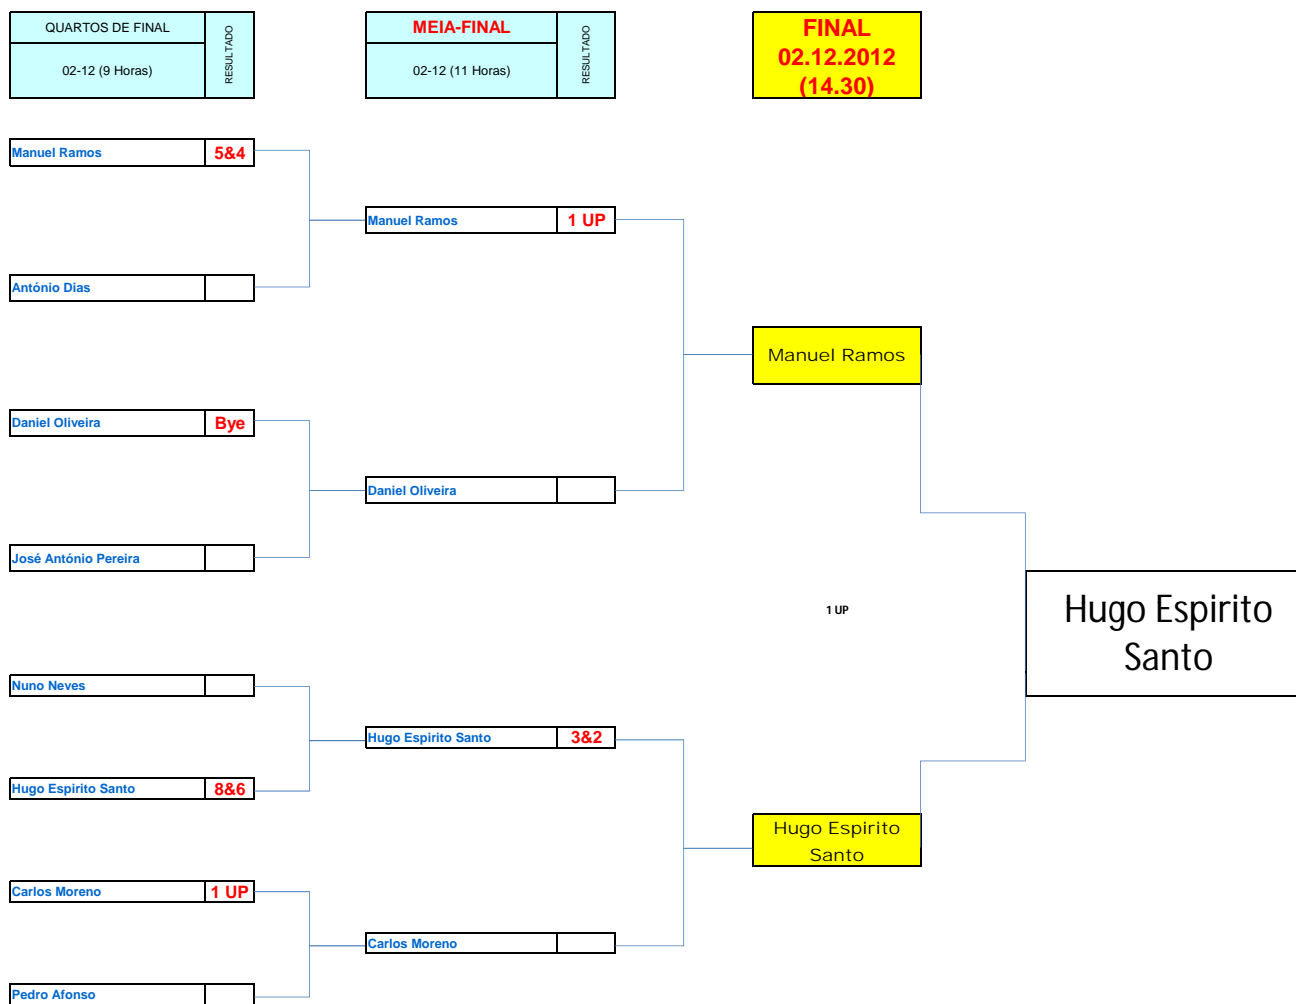 QUARTOS DE FINAL
RESULTADO
02-12 (9 Horas)
MEIA-FINAL
RESULTADO
02-12 (11 Horas)
FINAL
02.12.2012
(14.30)
Manuel Ramos 5&4
Manuel Ramos 1 UP
António Dias
Manuel Ramos
Daniel Oliveira Bye
Daniel Oliveira
José António Pereira
1 UP
Hugo Espirito
Santo
Nuno Neves
Hugo Espirito Santo 3&2
Hugo Espirito Santo 8&6
Hugo Espirito
Santo
Carlos Moreno 1 UP
Carlos Moreno
Pedro Afonso